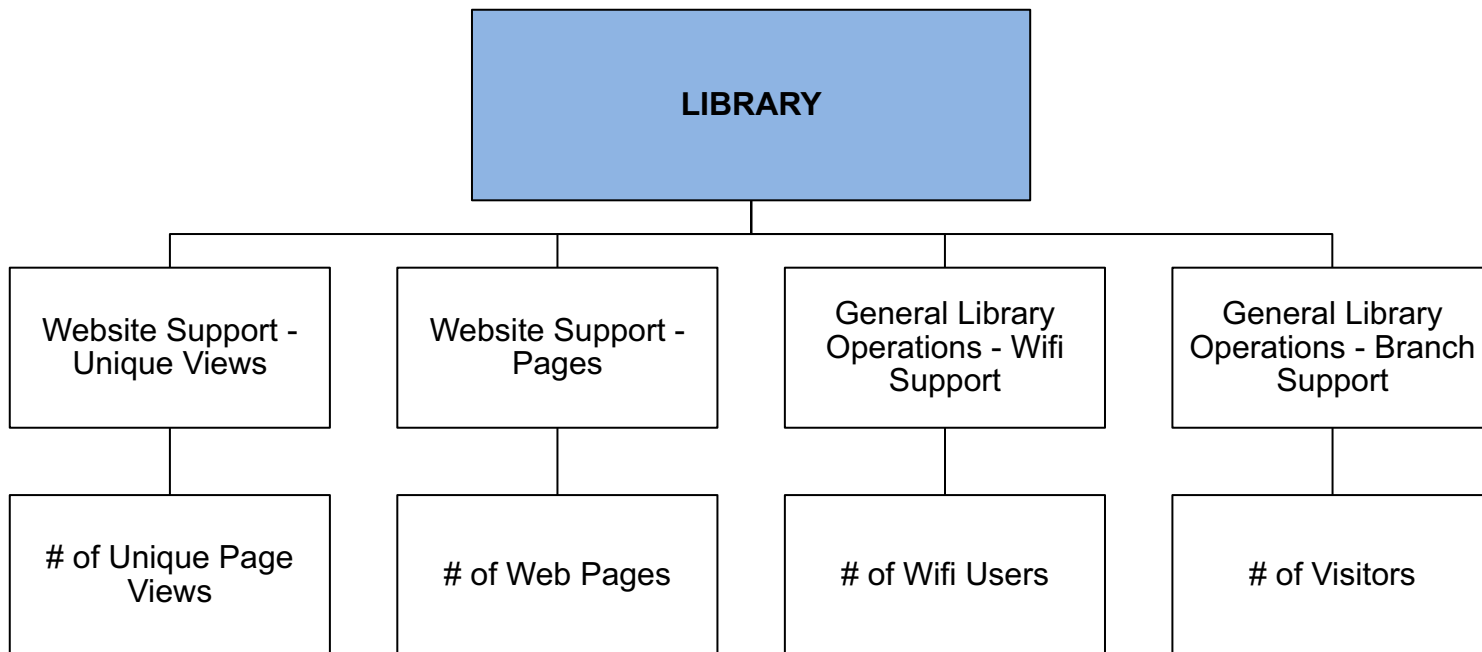 LIBRARY
Website Support -
Unique Views
Website Support -
Pages
General Library
Operations - Wifi
Support
General Library
Operations - Branch
Support
# of Unique Page
Views
# of Web Pages
# of Wifi Users
# of Visitors